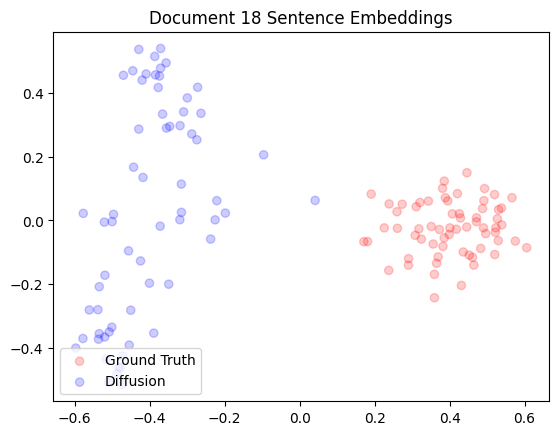 Document 18 Sentence Embeddings
0.4
0.2
0.0
−0.2
−0.4
Ground Truth
Diffusion
−0.6 −0.4 −0.2 0.0 0.2 0.4 0.6